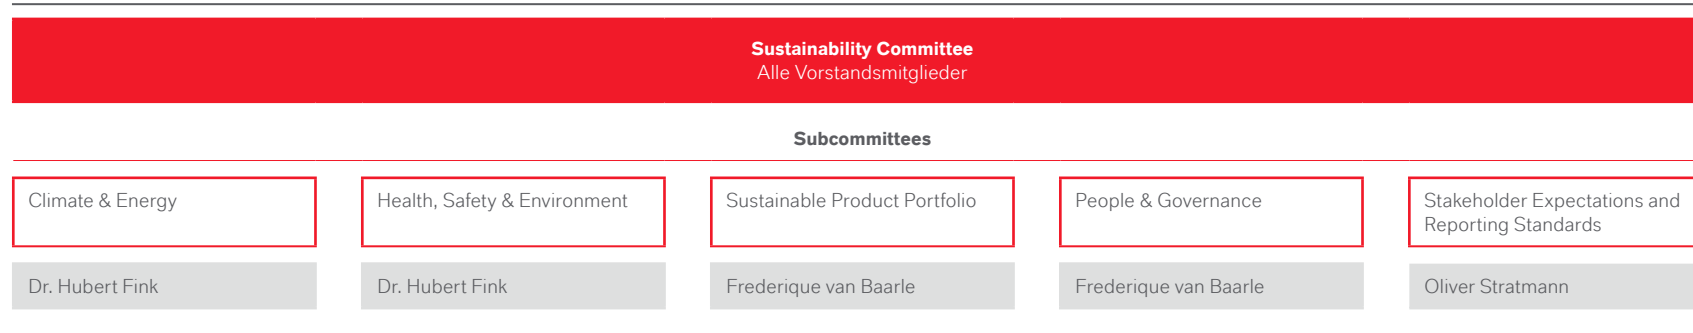 Sustainability Committee
Alle Vorstandsmitglieder
Subcommittees
Climate & Energy
Health, Safety & Environment
Sustainable Product Portfolio
People & Governance
Stakeholder Expectations and
Reporting Standards
Dr. Hubert Fink
Dr. Hubert Fink
Frederique van Baarle
Frederique van Baarle
Oliver Stratmann